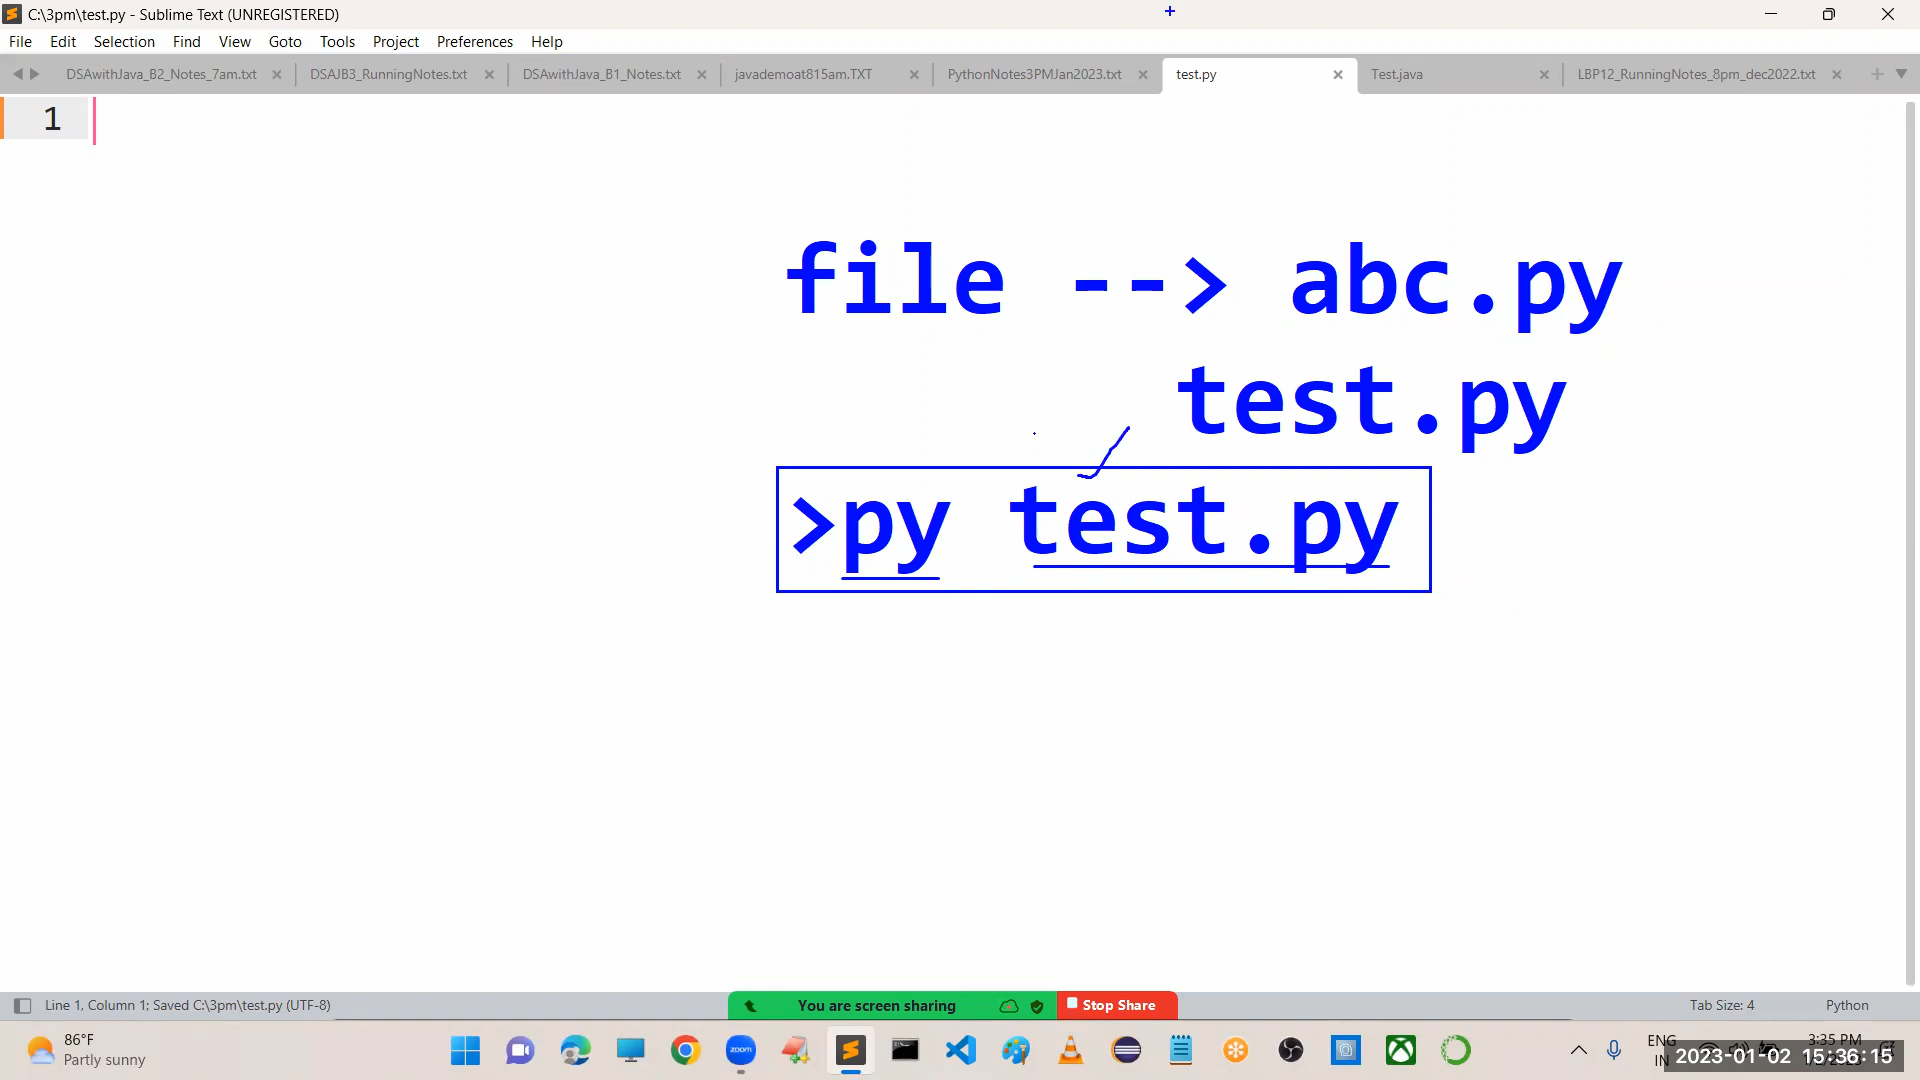 C:\3pm\test.py - Sublime Text (UNREGISTERED)
File Edit Selection Find View Goto Tools Project Preferences Help
DSAwithJava_B2_Notes_7am.txt DSAJB3_RunningNotes.txt DSAwithJava_B1_Notes.txt javademoat815am.TXT PythonNotes3PMJan2023.txt test.py Test.java LBP12_RunningNotes_8pm_dec2022.txt
1
file --> abc.py
test.py
>py test.py
Line 1, Column 1; Saved C:\3pm\test.py (UTF-8) You are screen sharing Stop Share Tab Size: 4 Python
86°F
Partly sunny
zoom
ENG
IN
3:35 PM
2023-01-02 15:36:15